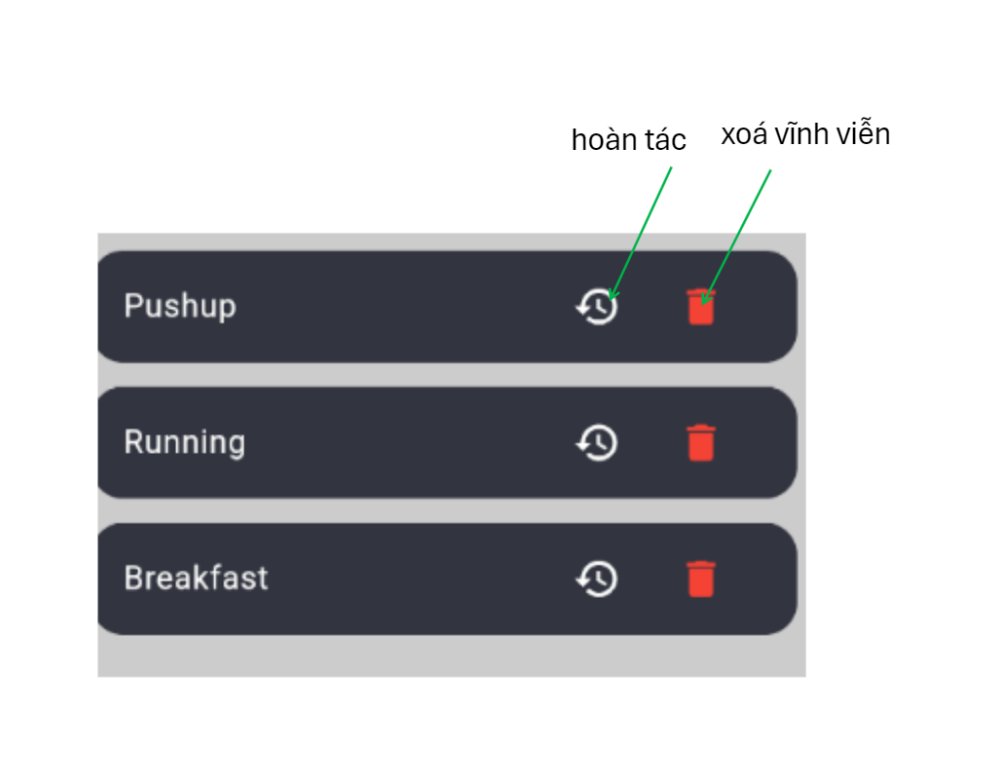 hoàn tác
xoá vĩnh viễn
Pushup
Running
Breakfast